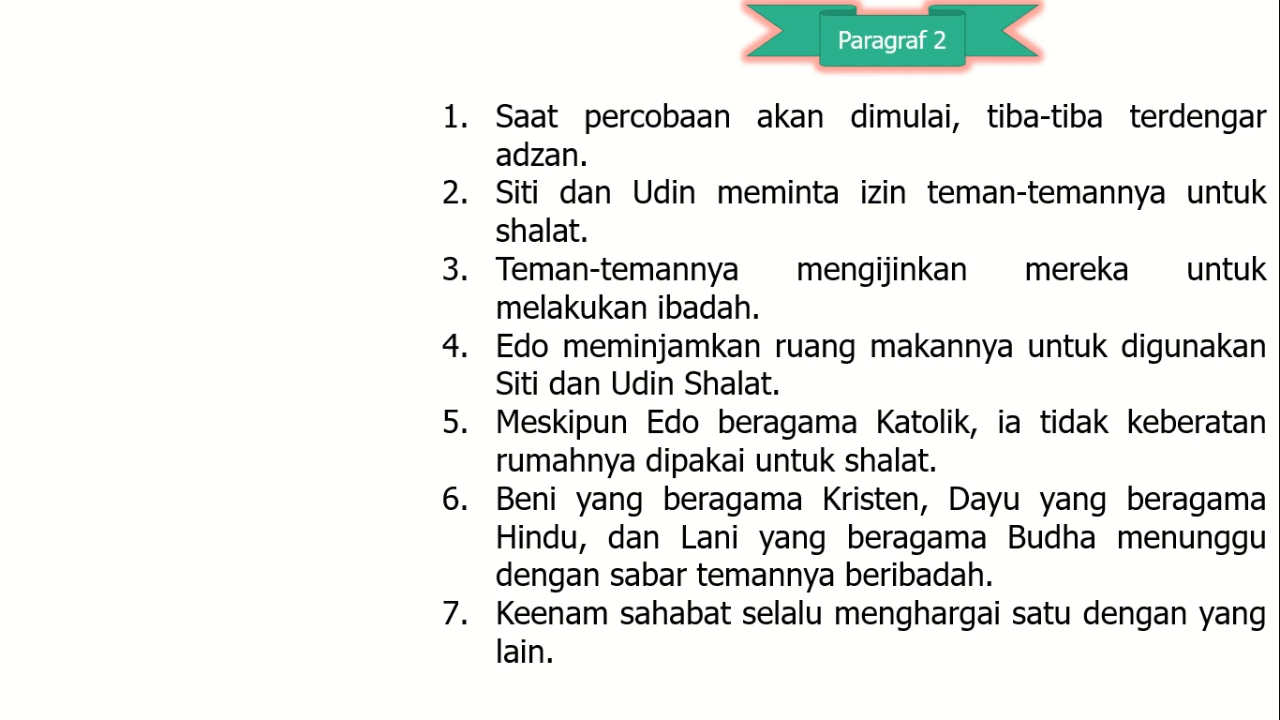 Paragraf 2
1. Saat percobaan akan dimulai, tiba-tiba terdengar
adzan.
2. Siti dan Udin meminta izin teman-temannya untuk
shalat.
3. Teman-temannya mengijinkan mereka untuk
melakukan ibadah.
4. Edo meminjamkan ruang makannya untuk digunakan
Siti dan Udin Shalat.
5. Meskipun Edo beragama Katolik, ia tidak keberatan
rumahnya dipakai untuk shalat.
6. Beni yang beragama Kristen, Dayu yang beragama
Hindu, dan Lani yang beragama Budha menunggu
dengan sabar temannya beribadah.
7. Keenam sahabat selalu menghargai satu dengan yang
lain.